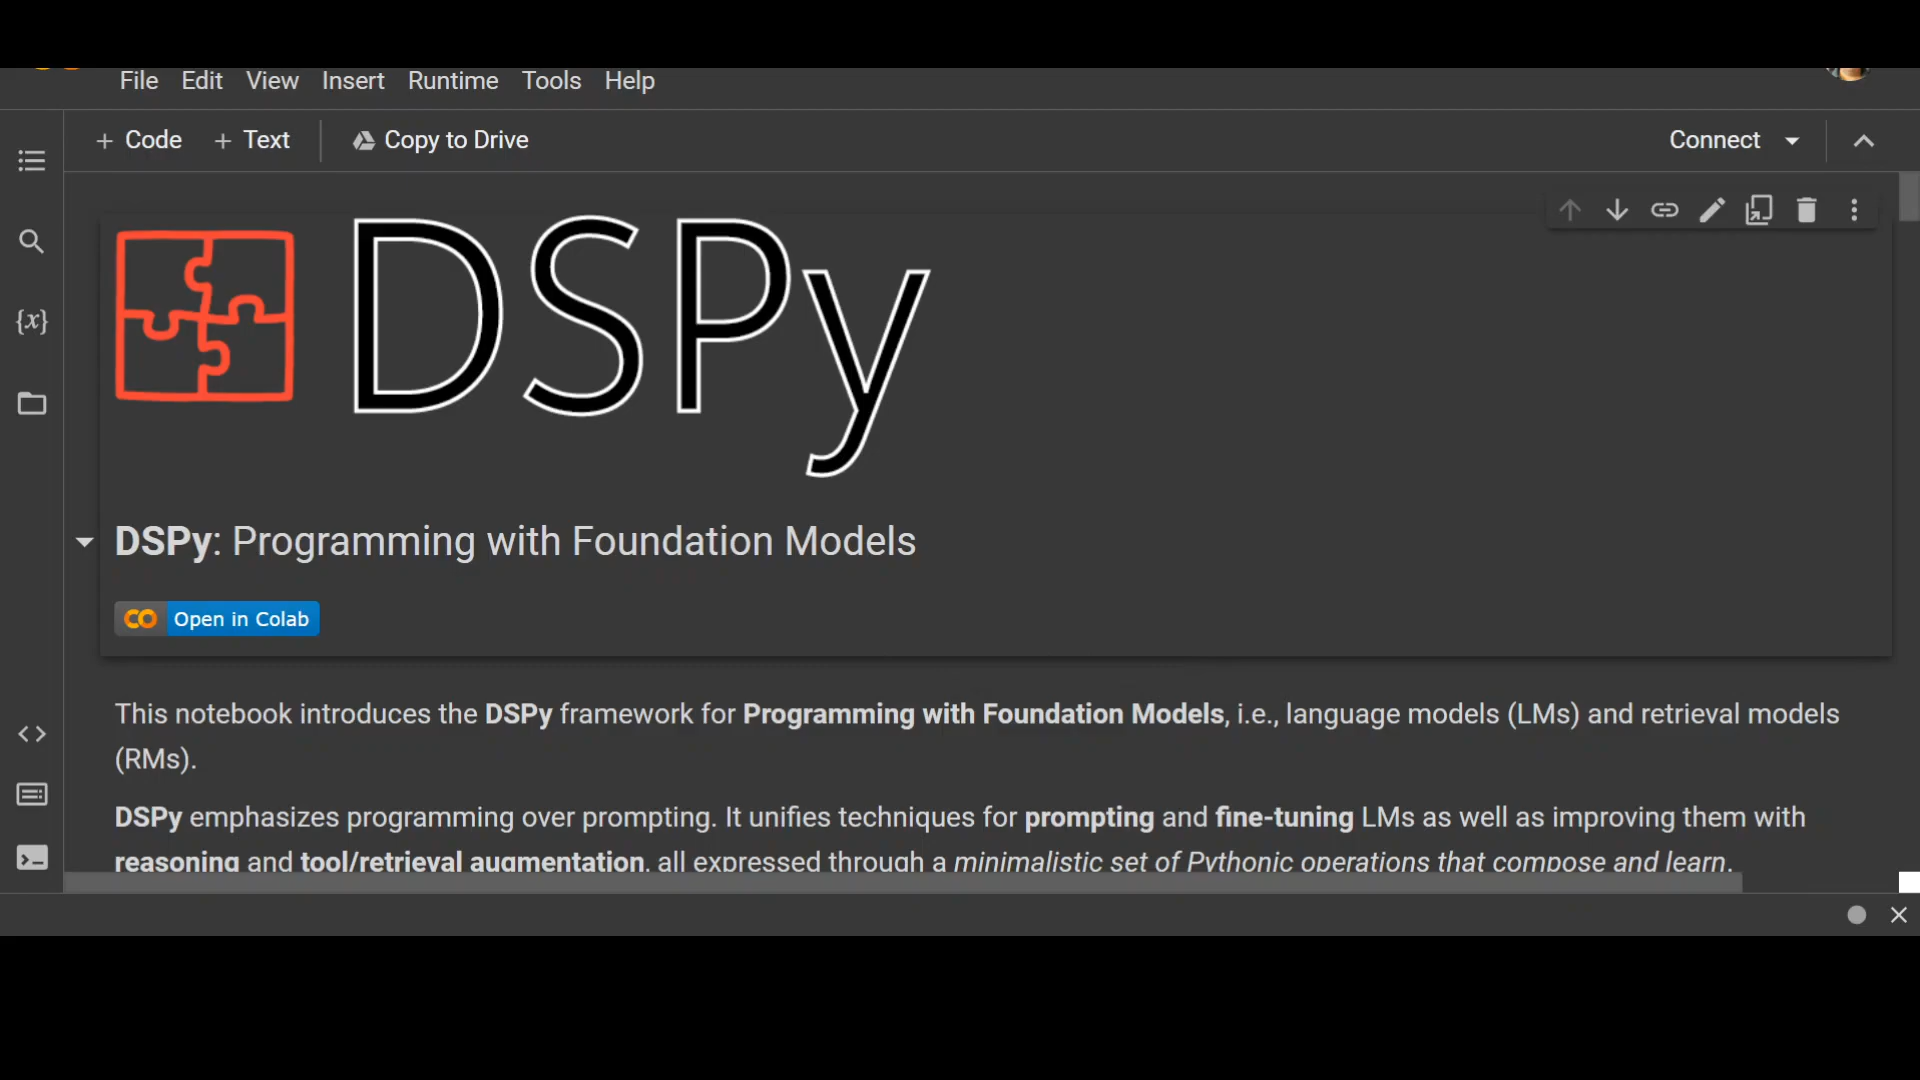 File Edit View Insert Runtime Tools Help
+ Code + Text Copy to Drive Connect
{x}
DSPy
DSPy: Programming with Foundation Models
CO Open in Colab
This notebook introduces the DSPy framework for Programming with Foundation Models, i.e., language models (LMs) and retrieval models
(RMs).
DSPy emphasizes programming over prompting. It unifies techniques for prompting and fine-tuning LMs as well as improving them with
reasoning and tool/retrieval augmentation, all expressed through a minimalistic set of Pythonic operations that compose and learn.